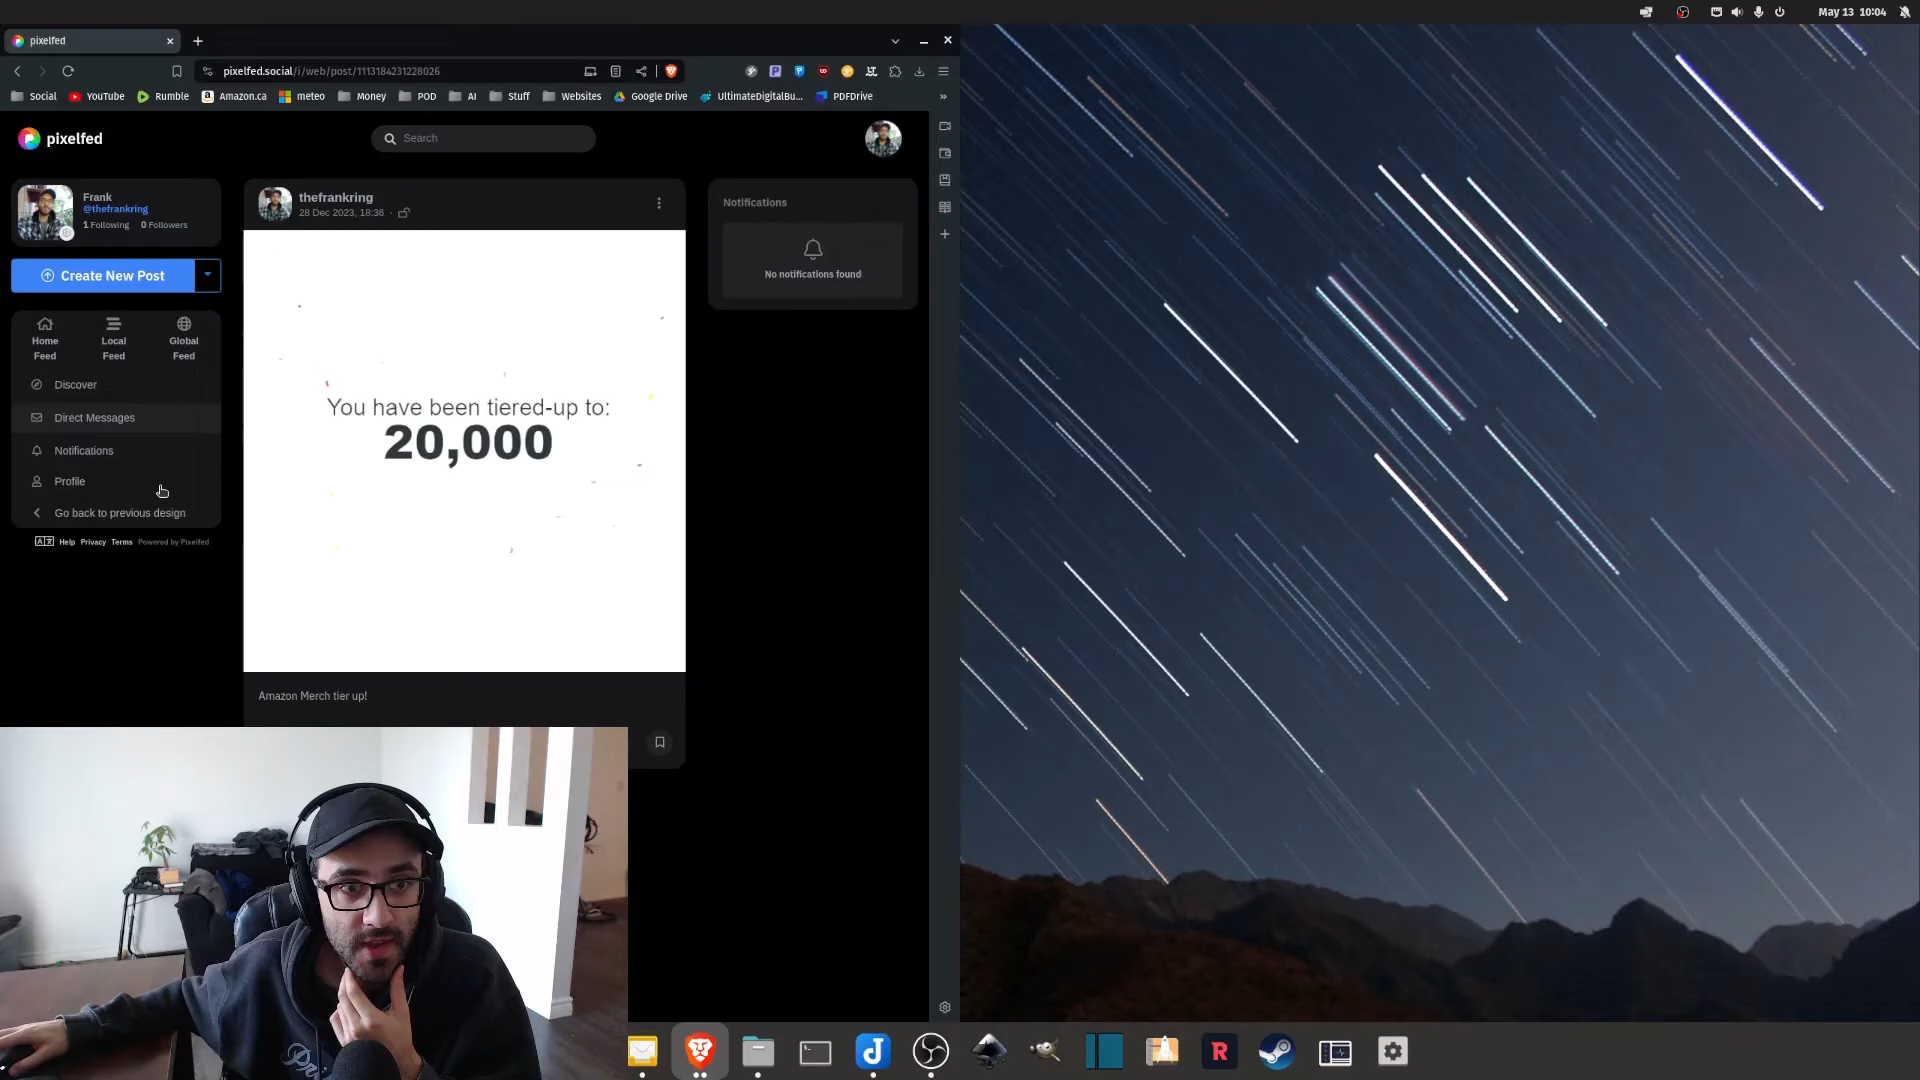 May 13 10:04
pixelfed
pixelfed.social/i/web/post/1113184231228026
Social
YouTube
Rumble
Amazon.ca
meteo
Money
POD
AI
Stuff
Websites
Google Drive
UltimateDigitalBu...
PDFDrive
»
pixelfed
Search
Frank
@thefrankring
1 Following 0 Followers
Create New Post
Home
Feed
Local
Feed
Global
Feed
Discover
Direct Messages
Notifications
Profile
Go back to previous design
Help Privacy Terms Powered by Pixelfed
thefrankring
28 Dec 2023, 18:36 ·
You have been tiered-up to:
20,000
Amazon Merch tier up!
Notifications
No notifications found